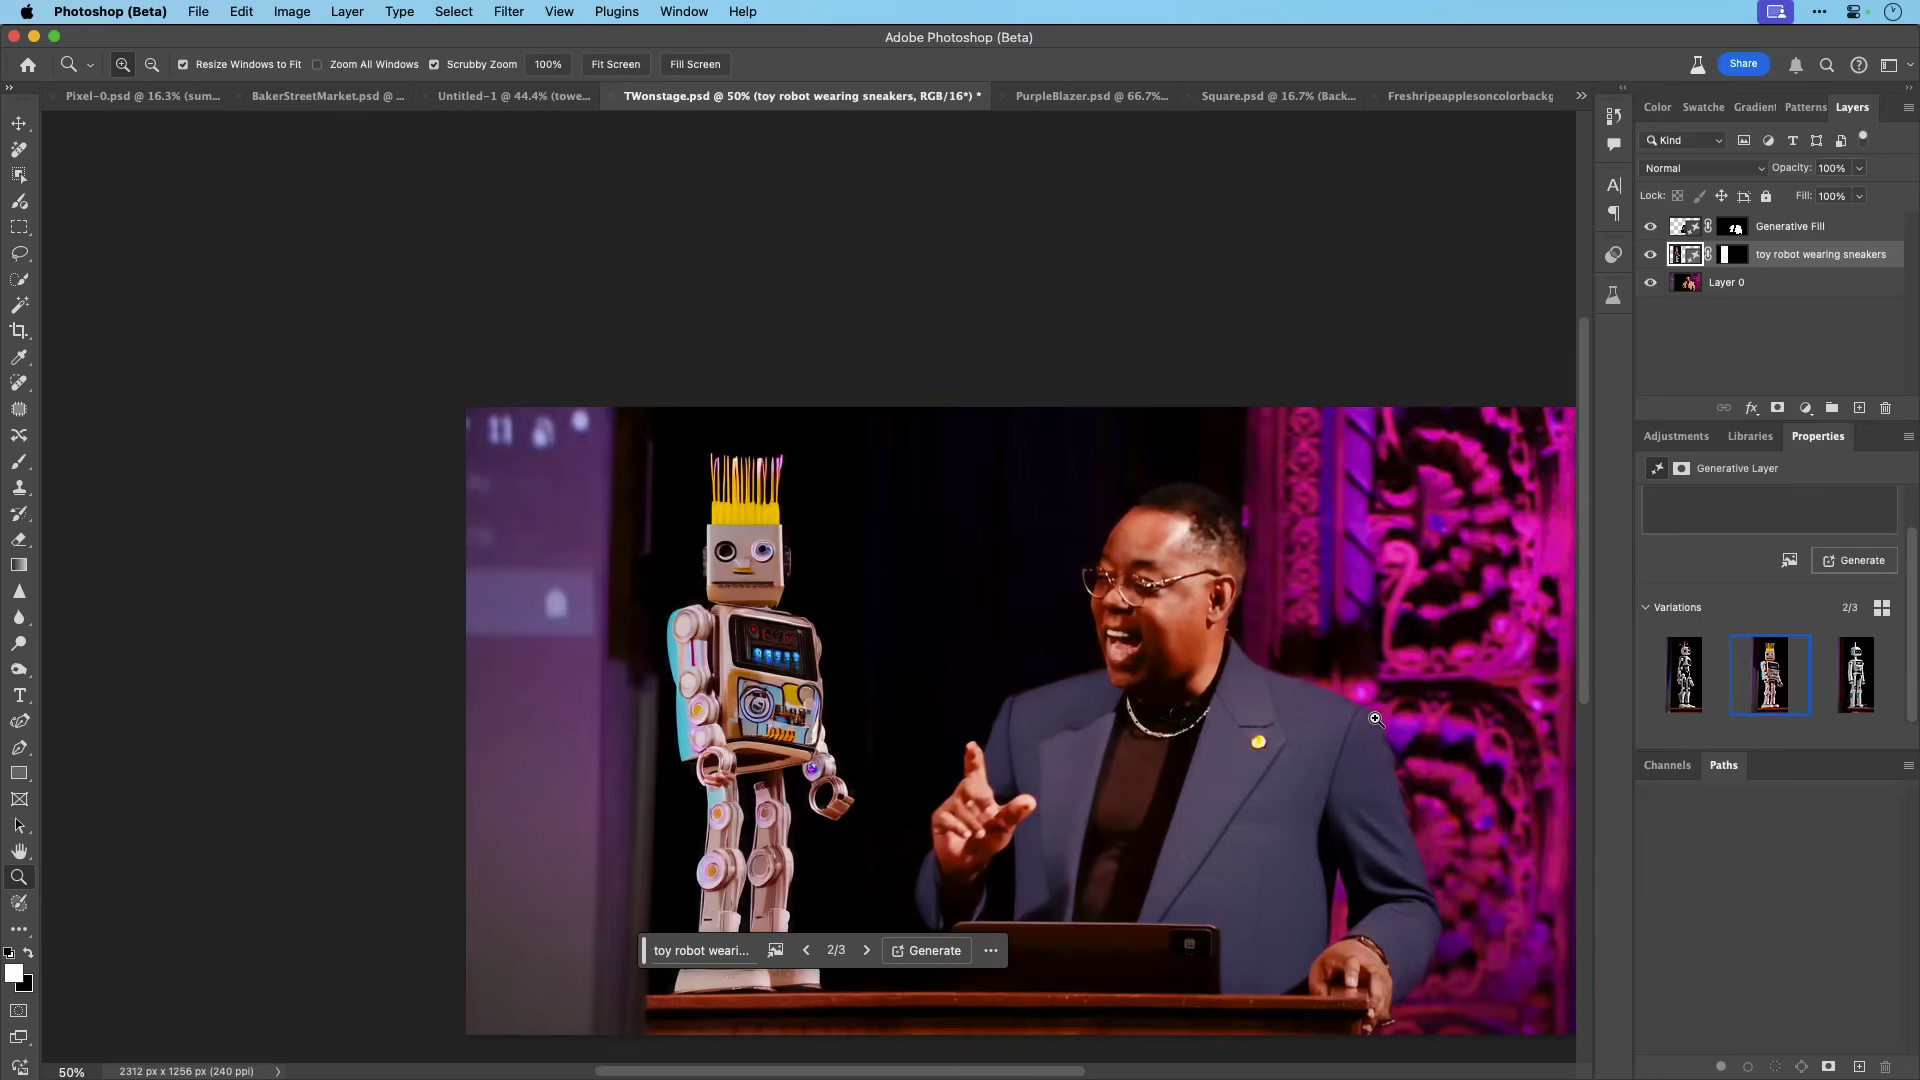 Photoshop (Beta) File Edit Image Layer Type Select Filter View Plugins Window Help
Adobe Photoshop (Beta)
Resize Windows to Fit Zoom All Windows Scrubby Zoom 100% Fit Screen Fill Screen Share
Pixel-0.psd @ 16.3% (sum... BakerStreetMarket.psd @ ... Untitled-1 @ 44.4% (towe... TWonstage.psd @ 50% (toy robot wearing sneakers, RGB/16*) * PurpleBlazer.psd @ 66.7%... Square.psd @ 16.7% (Back... Freshripeapplesoncolorbackg
Color Swatche Gradient Patterns Layers
Kind
Normal Opacity: 100%
Lock: Fill: 100%
Generative Fill
toy robot wearing sneakers
Layer 0
Adjustments Libraries Properties
Generative Layer
Generate
Variations 2/3
Channels Paths
toy robot weari... 2/3 Generate
50% 2312 px x 1256 px (240 ppi)